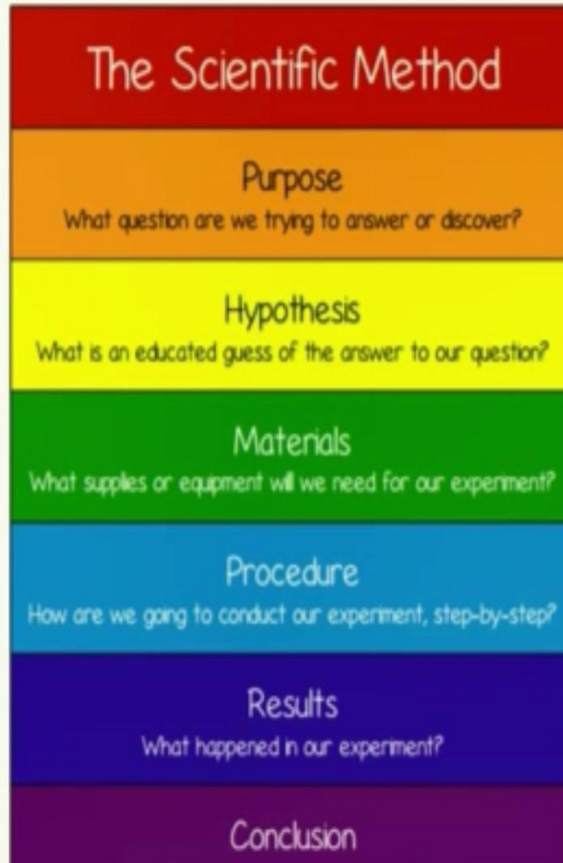 The Scientific Method
Purpose
What question are we trying to answer or discover?
Hypothesis
What is an educated guess of the answer to our question?
Materials
What supplies or equipment will we need for our experiment?
Procedure
How are we going to conduct our experiment, step-by-step?
Results
What happened in our experiment?
Conclusion